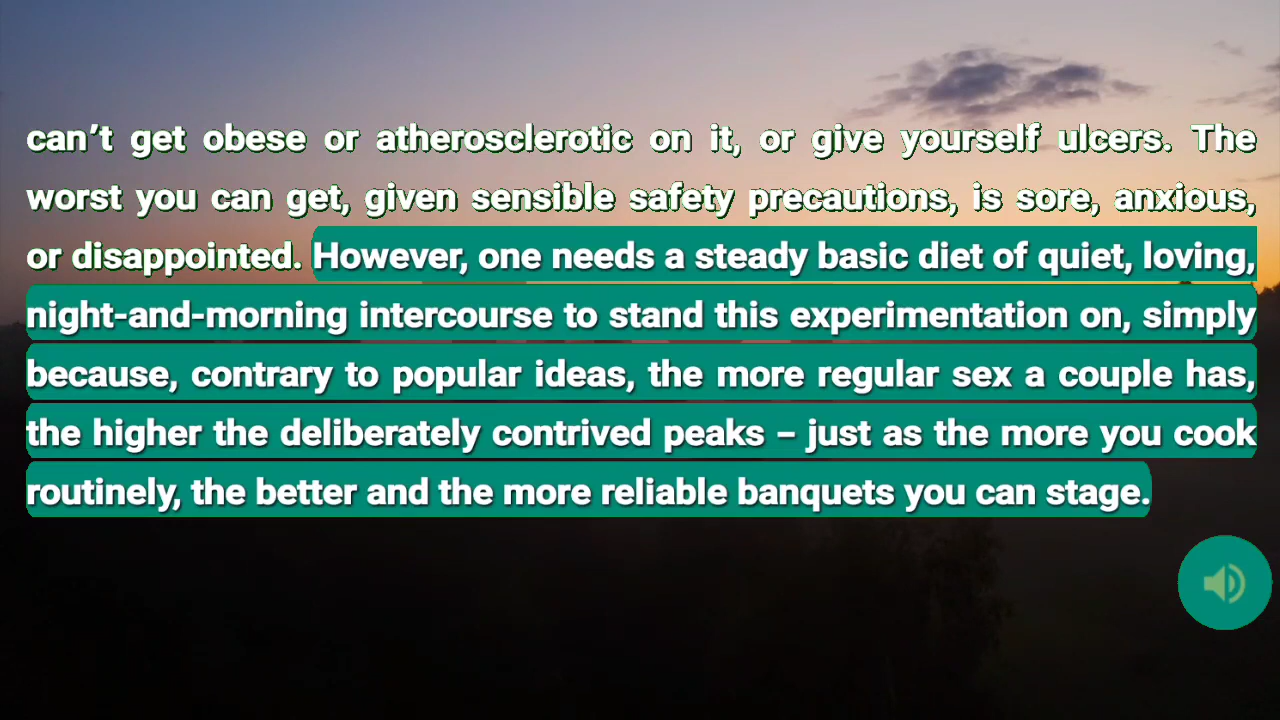 can’t get obese or atherosclerotic on it, or give yourself ulcers. The
worst you can get, given sensible safety precautions, is sore, anxious,
or disappointed. However, one needs a steady basic diet of quiet, loving,
night-and-morning intercourse to stand this experimentation on, simply
because, contrary to popular ideas, the more regular sex a couple has,
the higher the deliberately contrived peaks – just as the more you cook
routinely, the better and the more reliable banquets you can stage.